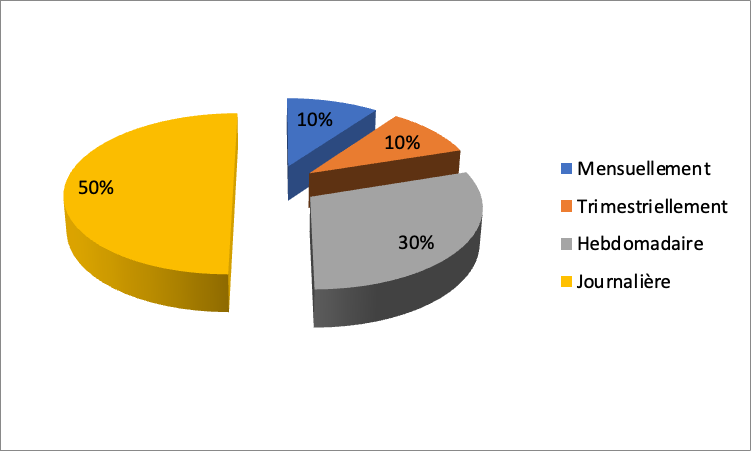 10%
10%
50%
30%
Mensuellement
Trimestriellement
Hebdomadaire
Journalière